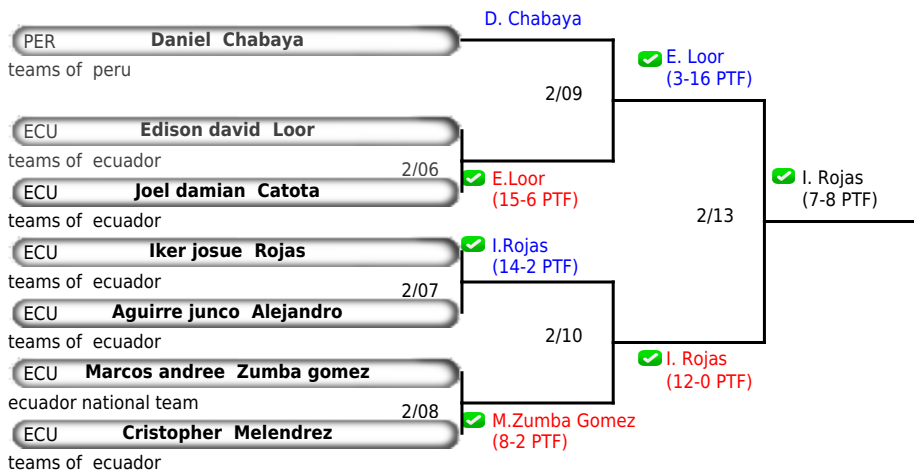 D. Chabaya
PER Daniel Chabaya
teams of peru
E. Loor
(3-16 PTF)
2/09
ECU Edison david Loor
teams of ecuador
2/06
ECU Joel damian Catota
teams of ecuador
E.Loor
(15-6 PTF)
I. Rojas
(7-8 PTF)
2/13
ECU Iker josue Rojas
teams of ecuador
I.Rojas
(14-2 PTF)
2/07
ECU Aguirre junco Alejandro
teams of ecuador
2/10
I. Rojas
(12-0 PTF)
ECU Marcos andree Zumba gomez
ecuador national team
2/08
ECU Cristopher Melendrez
teams of ecuador
M.Zumba Gomez
(8-2 PTF)